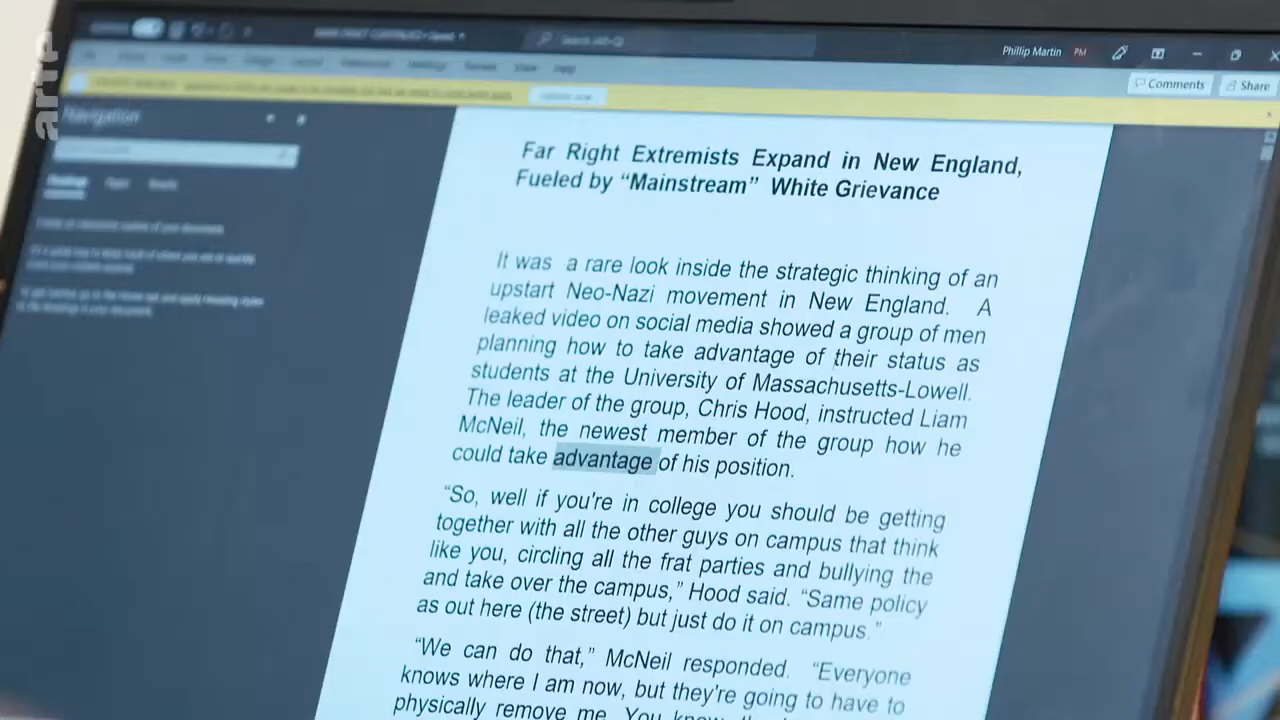 arte
Phillip Martin PM
Comments Share
Navigation
Far Right Extremists Expand in New England,
Fueled by “Mainstream” White Grievance
It was a rare look inside the strategic thinking of an
upstart Neo-Nazi movement in New England. A
leaked video on social media showed a group of men
planning how to take advantage of their status as
students at the University of Massachusetts-Lowell.
The leader of the group, Chris Hood, instructed Liam
McNeil, the newest member of the group how he
could take advantage of his position.
“So, well if you're in college you should be getting
together with all the other guys on campus that think
like you, circling all the frat parties and bullying the
and take over the campus,” Hood said. “Same policy
as out here (the street) but just do it on campus.”
“We can do that,” McNeil responded. “Everyone
knows where I am now, but they're going to have to
physically remove me. You know